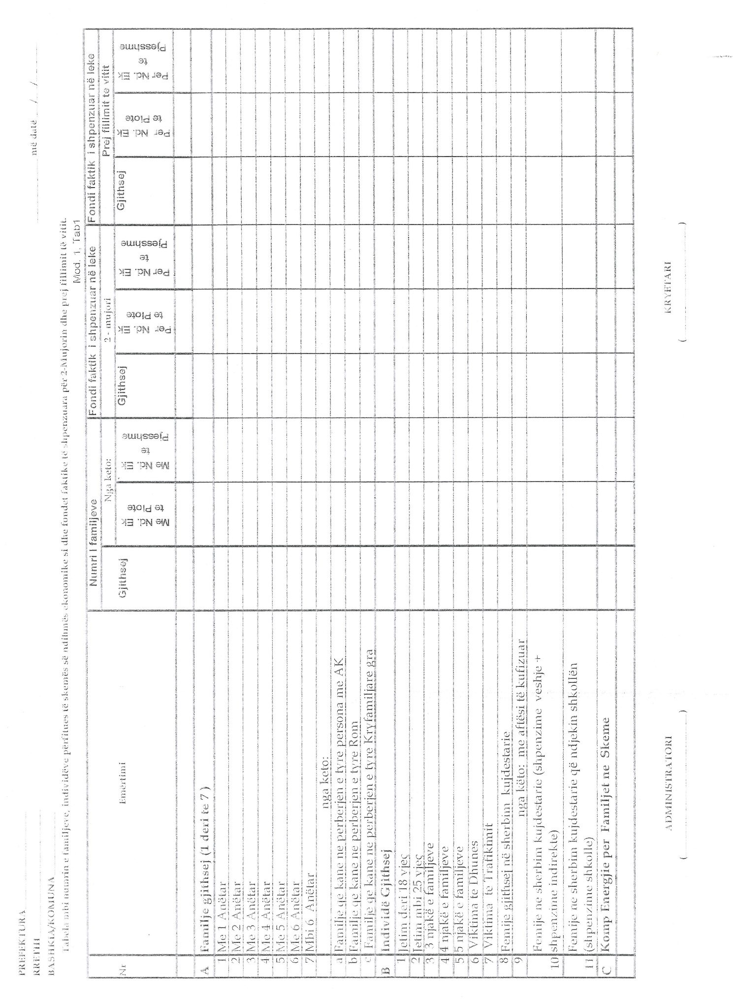 PREFEKTURA
RRETHI
BASHKIA/KOMUNA
më datë / /
Tabela mbi numrin e familjeve, individëve përfitues të skemës së ndihmës ekonomike si dhe fondet faktike të shpenzuara për 2-Mujorin dhe prej fillimit të vitit.
Mod. 1, Tab1
Nr Emërtimi Numri I familjeve Fondi faktik i shpenzuar në leke Fondi faktik i shpenzuar në leke
Nga keto: 2 - mujori Prej fillimit te vitit
Gjithsej Me Nd. Ek te Plote Me Nd. Ek te Pjesshme Gjithsej Per Nd. Ek te Plote Per Nd. Ek te Pjesshme Gjithsej Per Nd. Ek te Plote Per Nd. Ek te Pjesshme
A Familje gjithsej (1 deri te 7 )
1 Me 1 Anëtar
2 Me 2 Anëtar
3 Me 3 Anëtar
4 Me 4 Anëtar
5 Me 5 Anëtar
6 Me 6 Anëtar
7 Mbi 6 Anëtar
nga keto:
a Familje qe kane ne perberjen e tyre persona me AK
b Familje qe kane ne perberjen e tyre Rom
c Familje qe kane ne perberjen e tyre Kryfamiljare gra
B Individë Gjithsej
1 Jetim deri 18 vjeç
2 Jetim mbi 25 vjeç
3 3 njakë e familjeve
4 4 njakë e familjeve
5 5 njakë e familjeve
6 Viktima te Dhunes
7 Viktima te Trafikimit
8 Femije gjithsej në sherbim kujdestarie
9 nga këto: me aftësi të kufizuar
Femije ne sherbim kujdestarie (shpenzime veshje +
10 shpenzime indirekte)
Femije ne sherbim kujdestarie që ndjekin shkollën
11 (shpenzime shkolle)
C Komp Energjie per Familjet ne Skeme
ADMINISTRATORI KRYETARI
( ) ( )